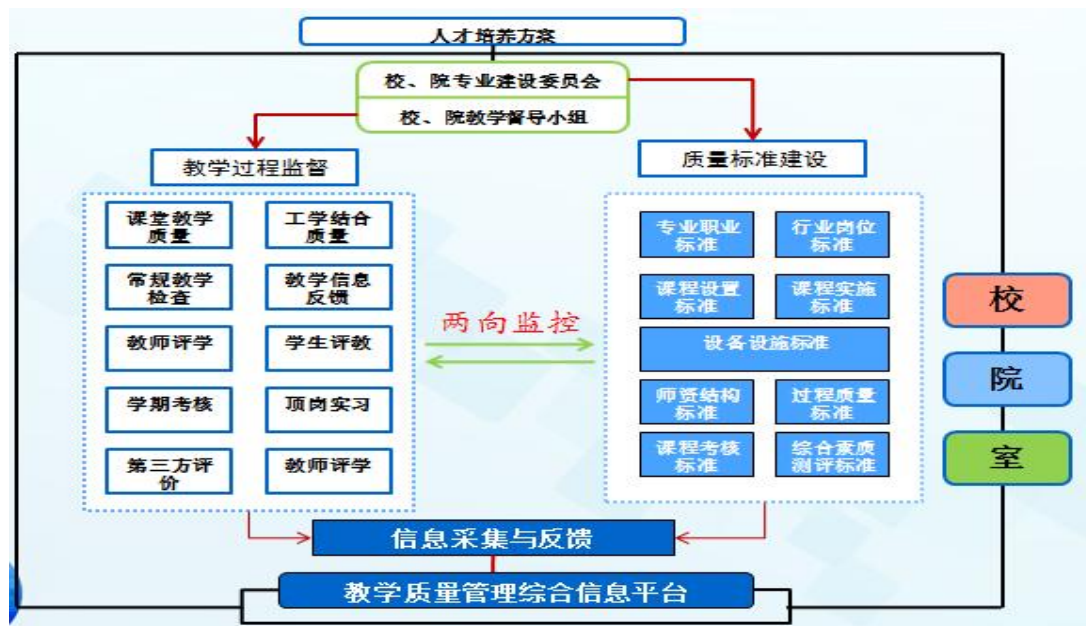 人才培养方案
校、院专业建设委员会
校、院教学督导小组
教学过程监督
质量标准建设
课堂教学
质量
工学结合
质量
常规教学
检查
教学信息
反馈
教师评学
学生评教
学期考核
顶岗实习
第三方评
价
教师评学
两向监控
专业职业
标准
行业岗位
标准
课程设置
标准
课程实施
标准
设备设施标准
师资结构
标准
过程质量
标准
课程考核
标准
综合素质
测评标准
校
院
室
信息采集与反馈
教学质量管理综合信息平台